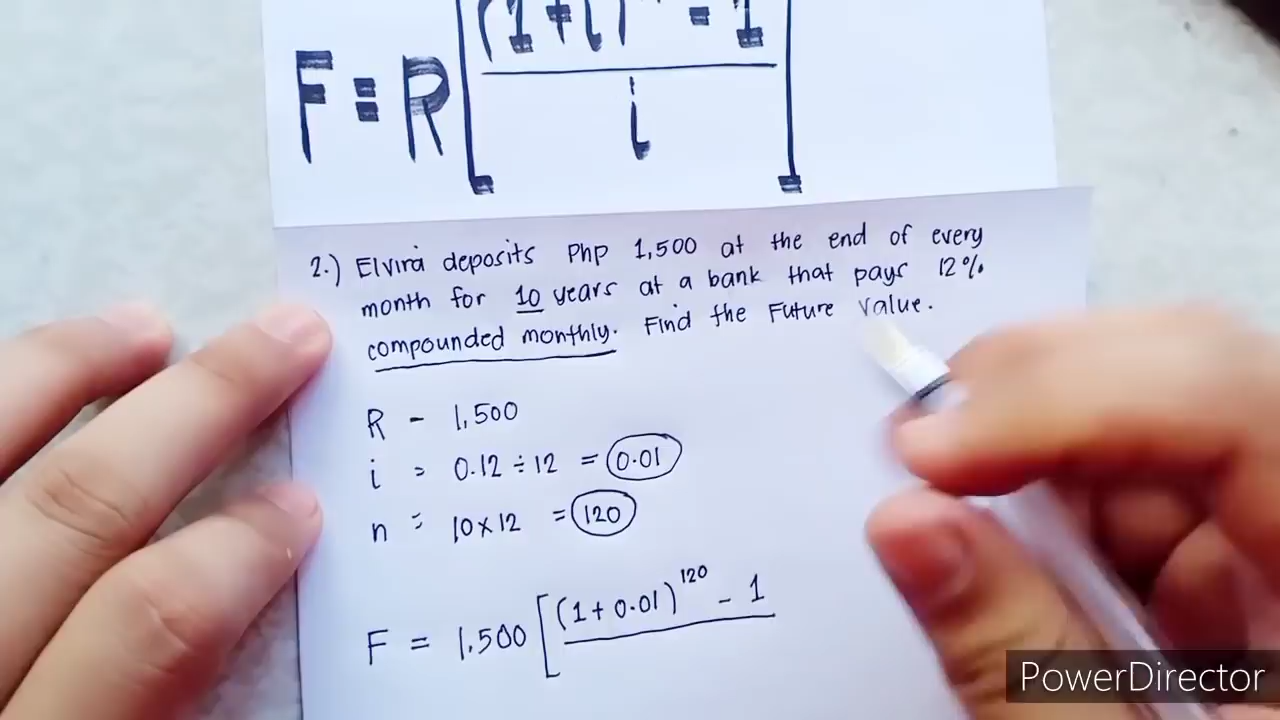 (1+i)ⁿ - 1
F = R[ i ]
2.) Elvira deposits Php 1,500 at the end of every
month for 10 years at a bank that pays 12%
compounded monthly. Find the Future value.
R - 1,500
i = 0.12 ÷ 12 = 0.01
n = 10 x 12 = 120
F = 1,500 [(1+0.01)^120 - 1
PowerDirector